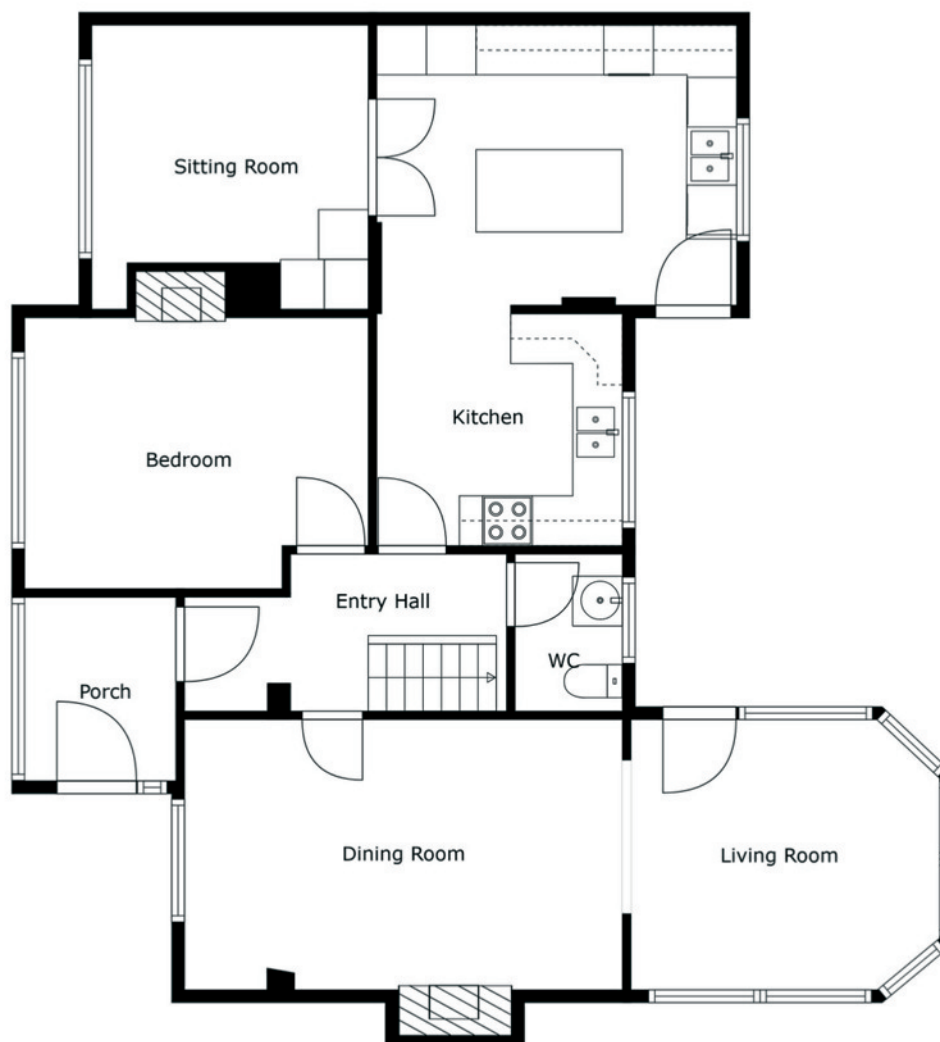 Sitting Room
Kitchen
Bedroom
Entry Hall
WC
Porch
Dining Room
Living Room